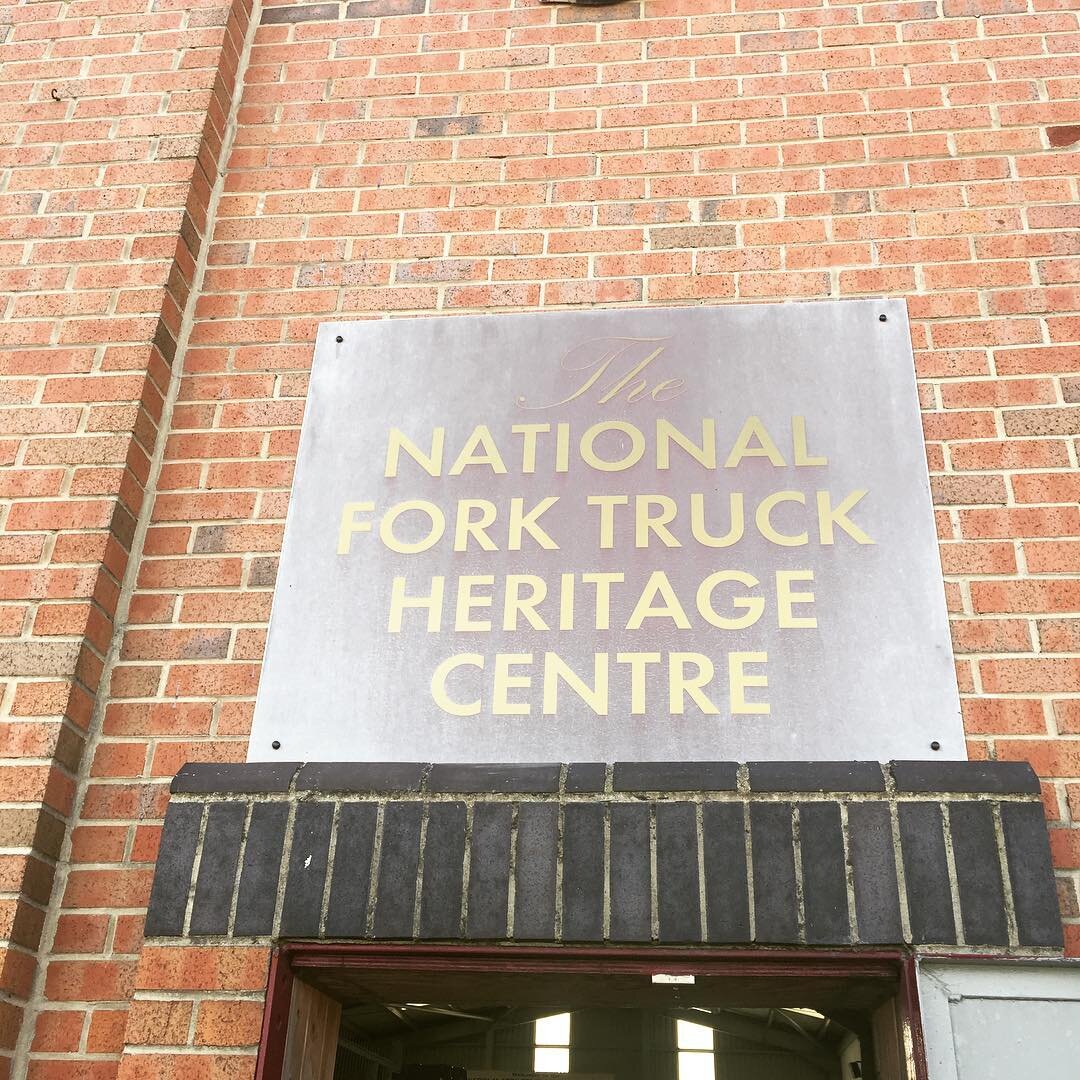 The
NATIONAL
FORK TRUCK
HERITAGE
CENTRE